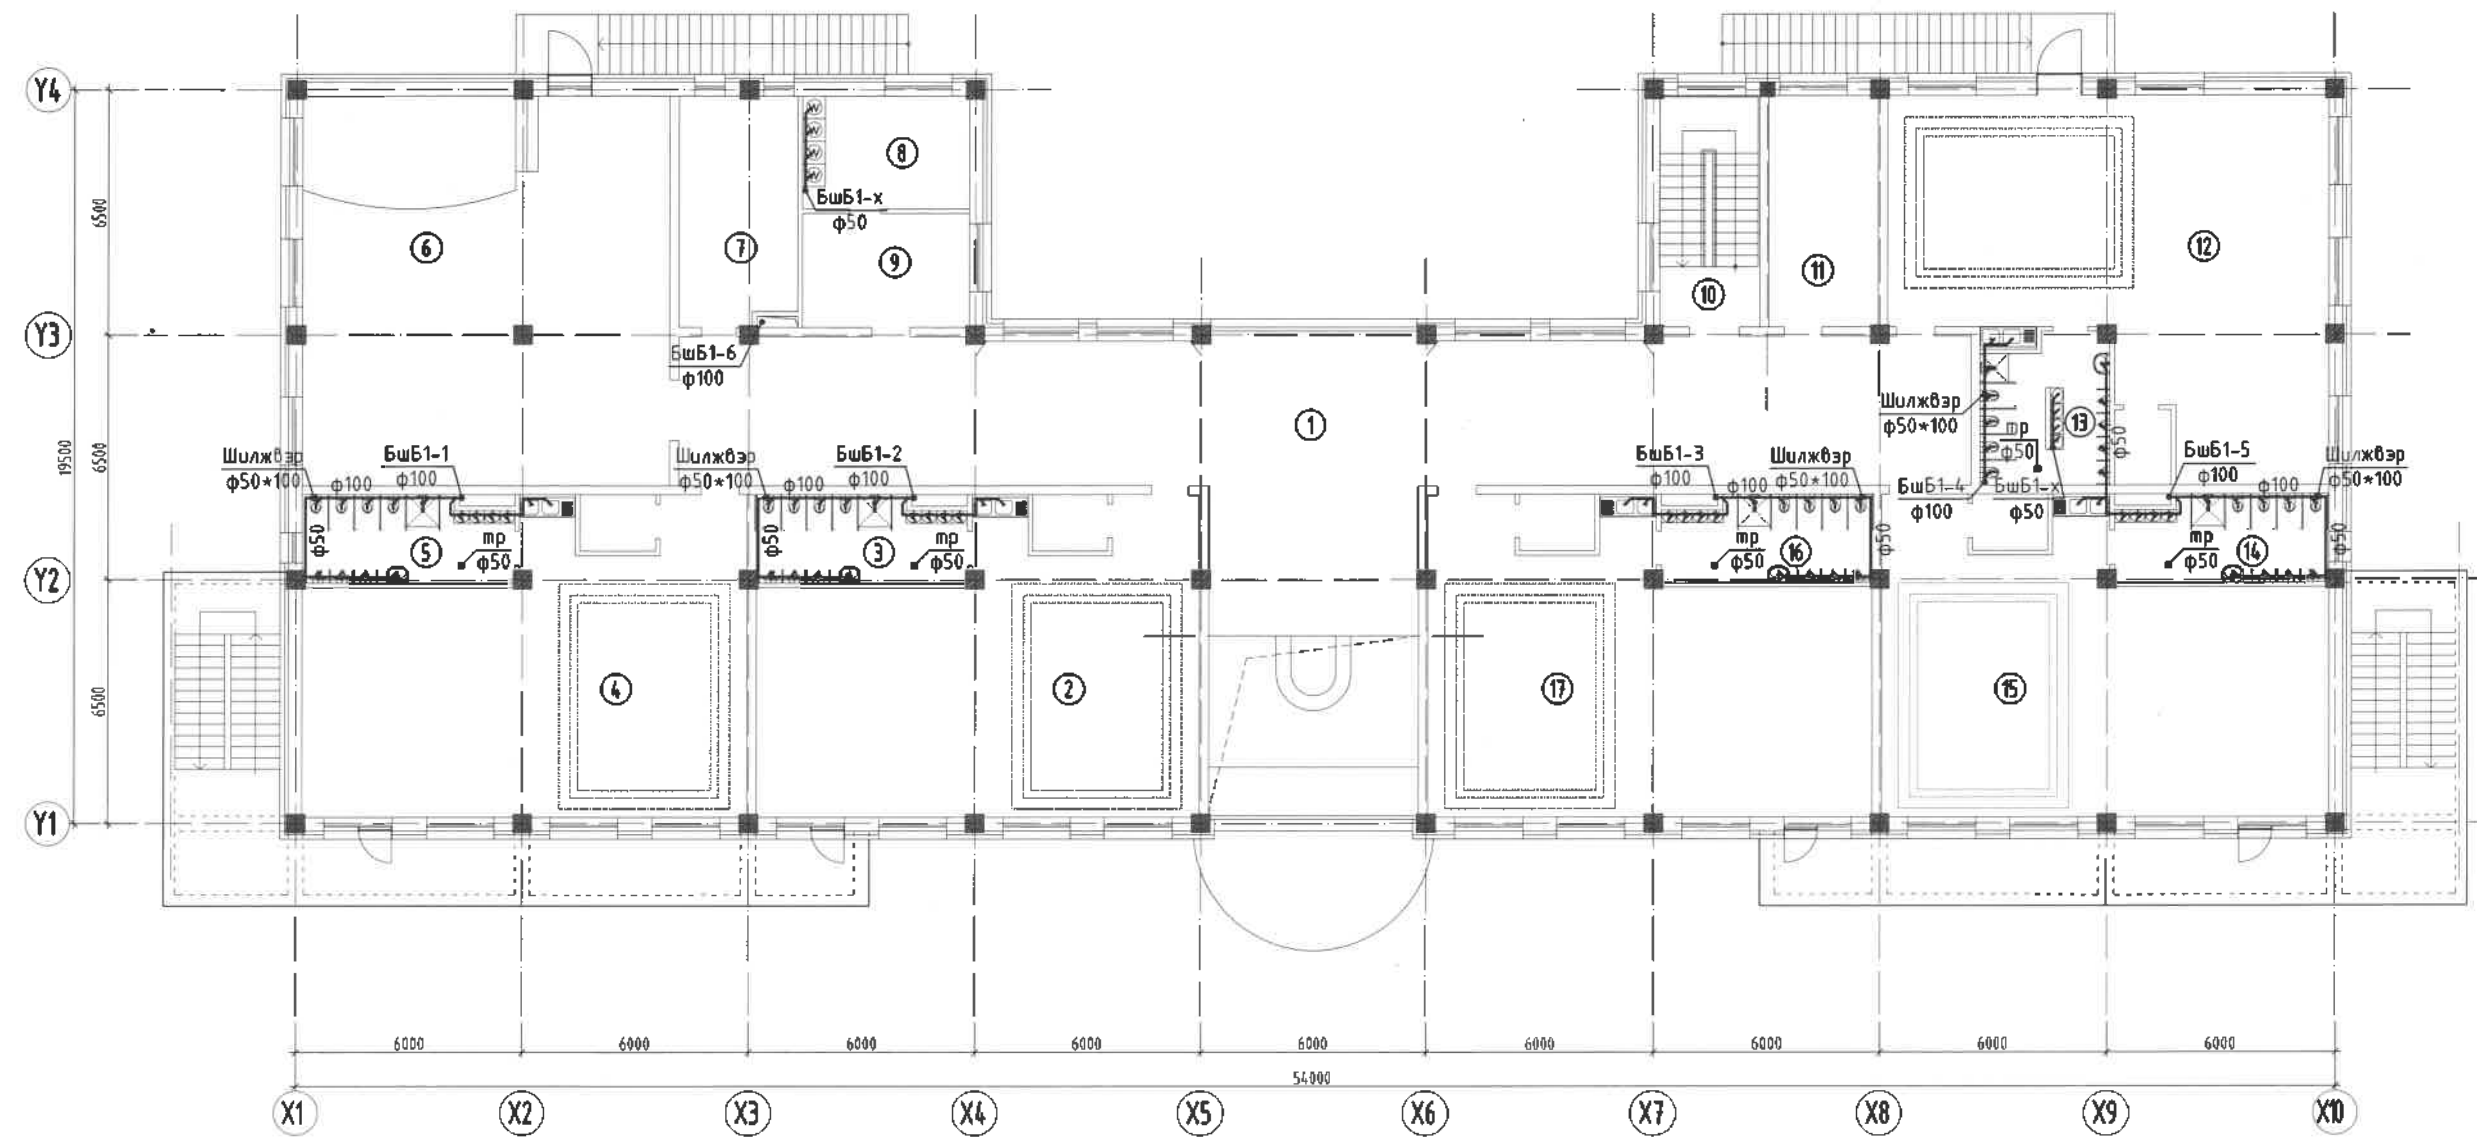 Y4
6500
8
БшБ1-х
ф50
6
7
9
12
11
10
Y3
БшБ1-6
ф100
19500
6500
1
Шилжвэр
ф50*100
13
тр
ф50
ф50
Шилжвэр
ф50*100
ф100
БшБ1-1
ф100
Шилжвэр
ф50*100
ф100
БшБ1-2
ф100
БшБ1-3
ф100
ф100
Шилжвэр
ф50*100
БшБ1-4
ф100
БшБ1-х
ф50
БшБ1-5
ф100
ф100
Шилжвэр
ф50*100
ф50
5
тр
ф50
ф50
3
тр
ф50
тр
ф50
16
ф50
тр
ф50
14
ф50
Y2
6500
4
2
17
15
Y1
6000
6000
6000
6000
6000
6000
6000
6000
6000
54000
X1
X2
X3
X4
X5
X6
X7
X8
X9
X10